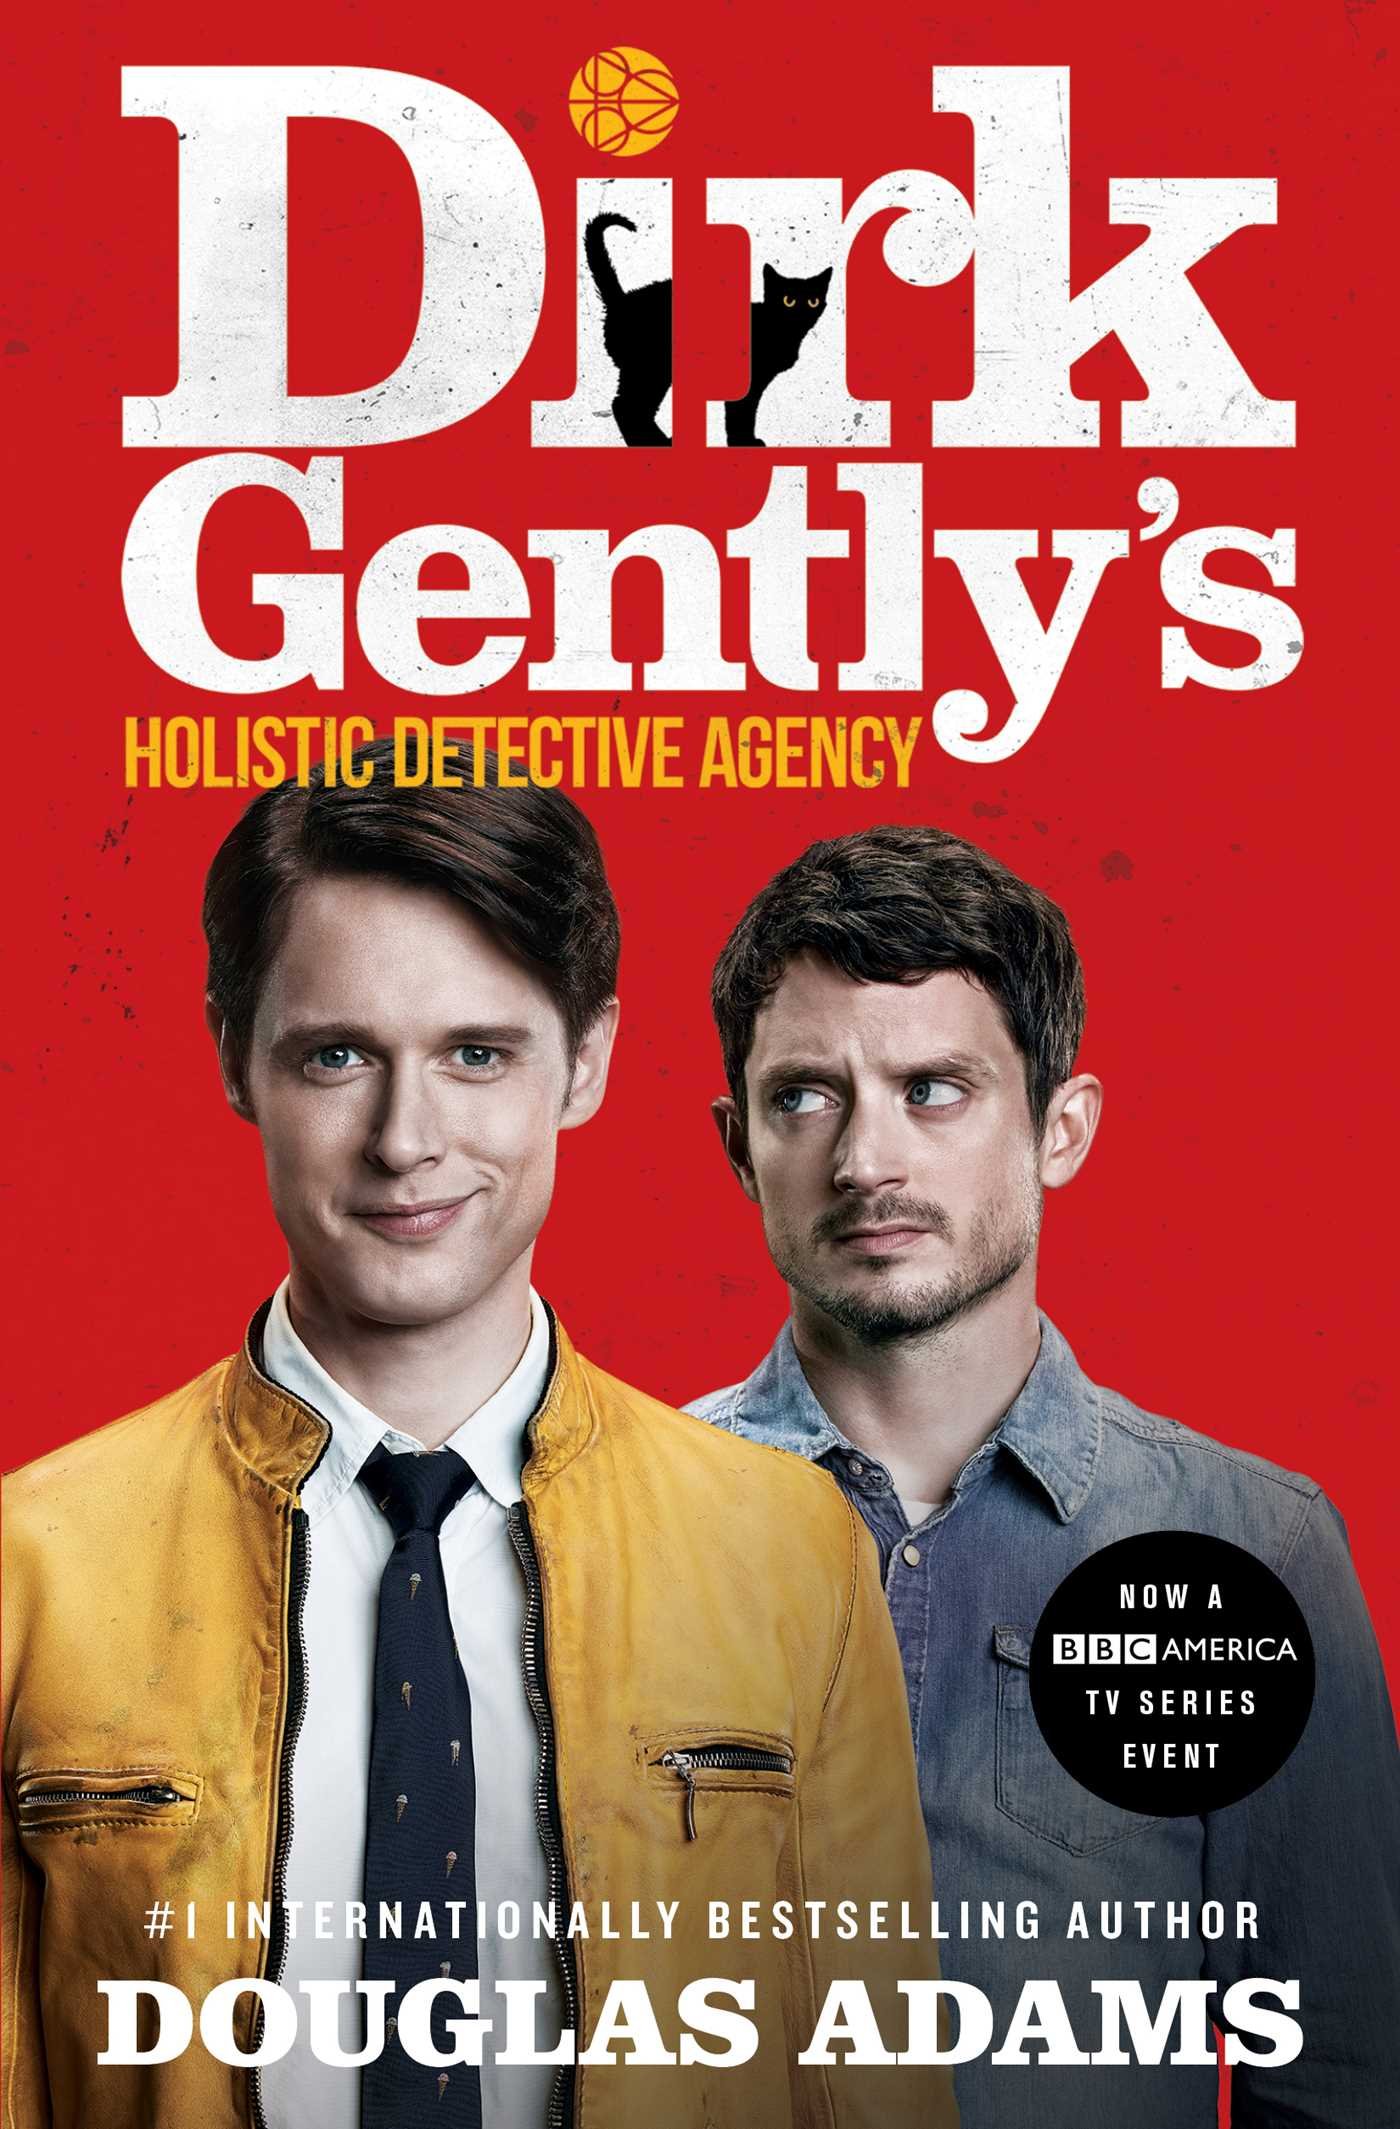 Dirk
Gently's
HOLISTIC DETECTIVE AGENCY
NOW A
BBC AMERICA
TV SERIES
EVENT
#1 INTERNATIONALLY BESTSELLING AUTHOR
DOUGLAS ADAMS